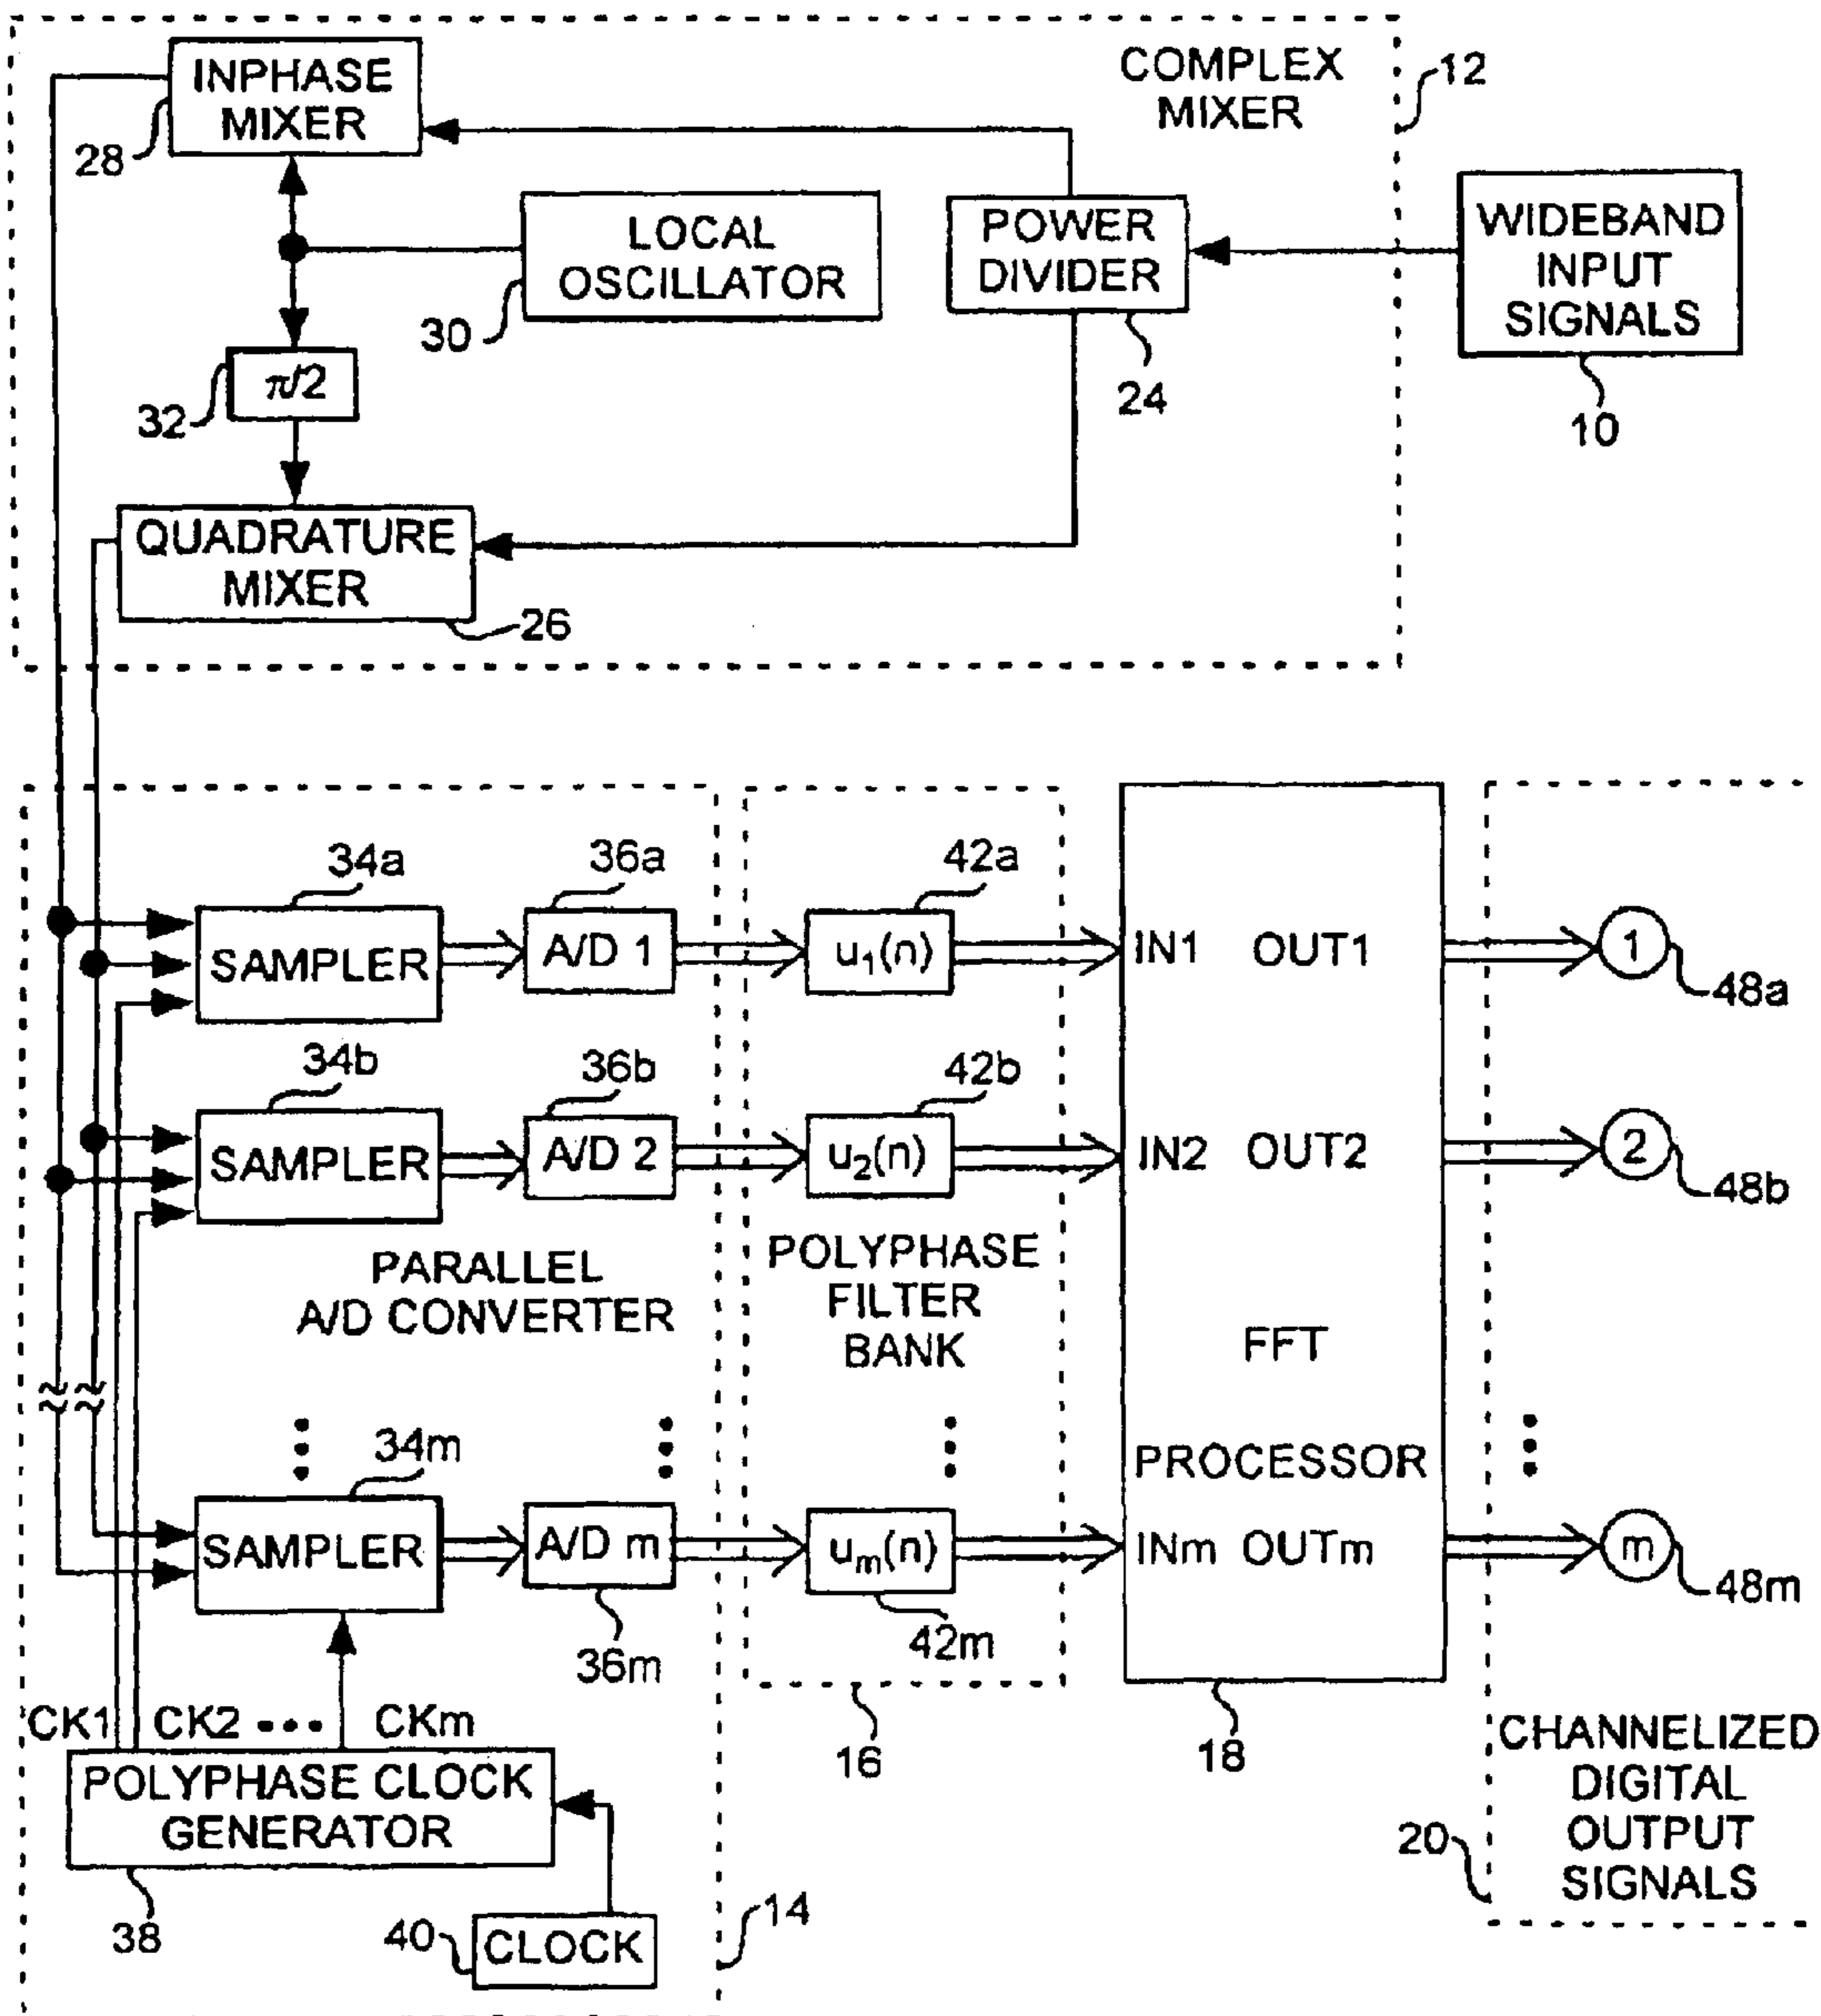 INPHASE
MIXER
28
COMPLEX
MIXER
12
LOCAL
OSCILLATOR
30
POWER
DIVIDER
24
WIDEBAND
INPUT
SIGNALS
10
π/2
32
QUADRATURE
MIXER
26
34a
36a
42a
SAMPLER
A/D 1
u₁(n)
IN1
OUT1
1
48a
34b
36b
42b
SAMPLER
A/D 2
u₂(n)
IN2
OUT2
2
48b
PARALLEL
A/D CONVERTER
POLYPHASE
FILTER
BANK
FFT
PROCESSOR
34m
SAMPLER
A/D m
uₘ(n)
INm
OUTm
m
48m
36m
42m
CK1
CK2
•••
CKm
16
18
POLYPHASE CLOCK
GENERATOR
38
40
CLOCK
14
CHANNELIZED
DIGITAL
OUTPUT
SIGNALS
20